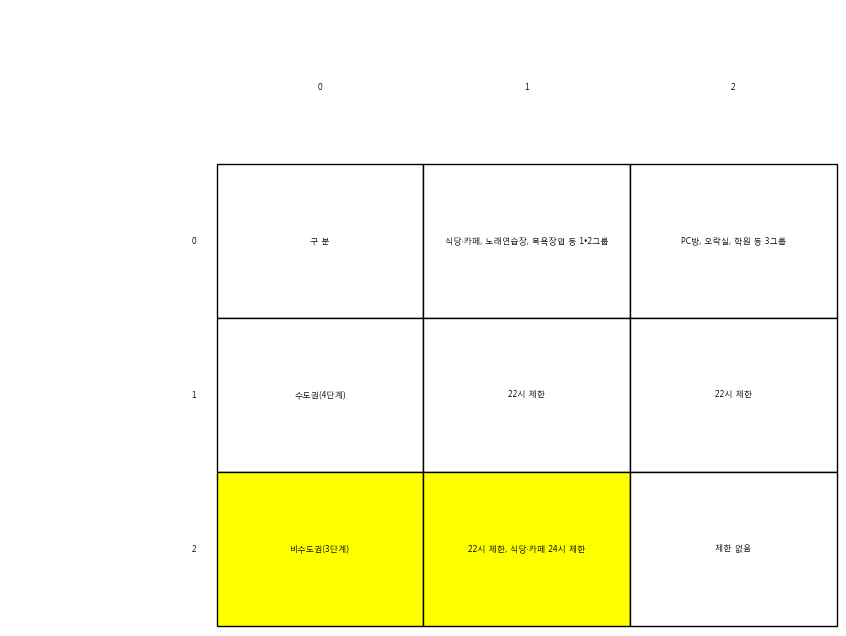 0 1 2
0 구 분 식당·카페, 노래연습장, 목욕장업 등 1•2그룹 PC방, 오락실, 학원 등 3그룹
1 수도권(4단계) 22시 제한 22시 제한
2 비수도권(3단계) 22시 제한, 식당·카페 24시 제한 제한 없음